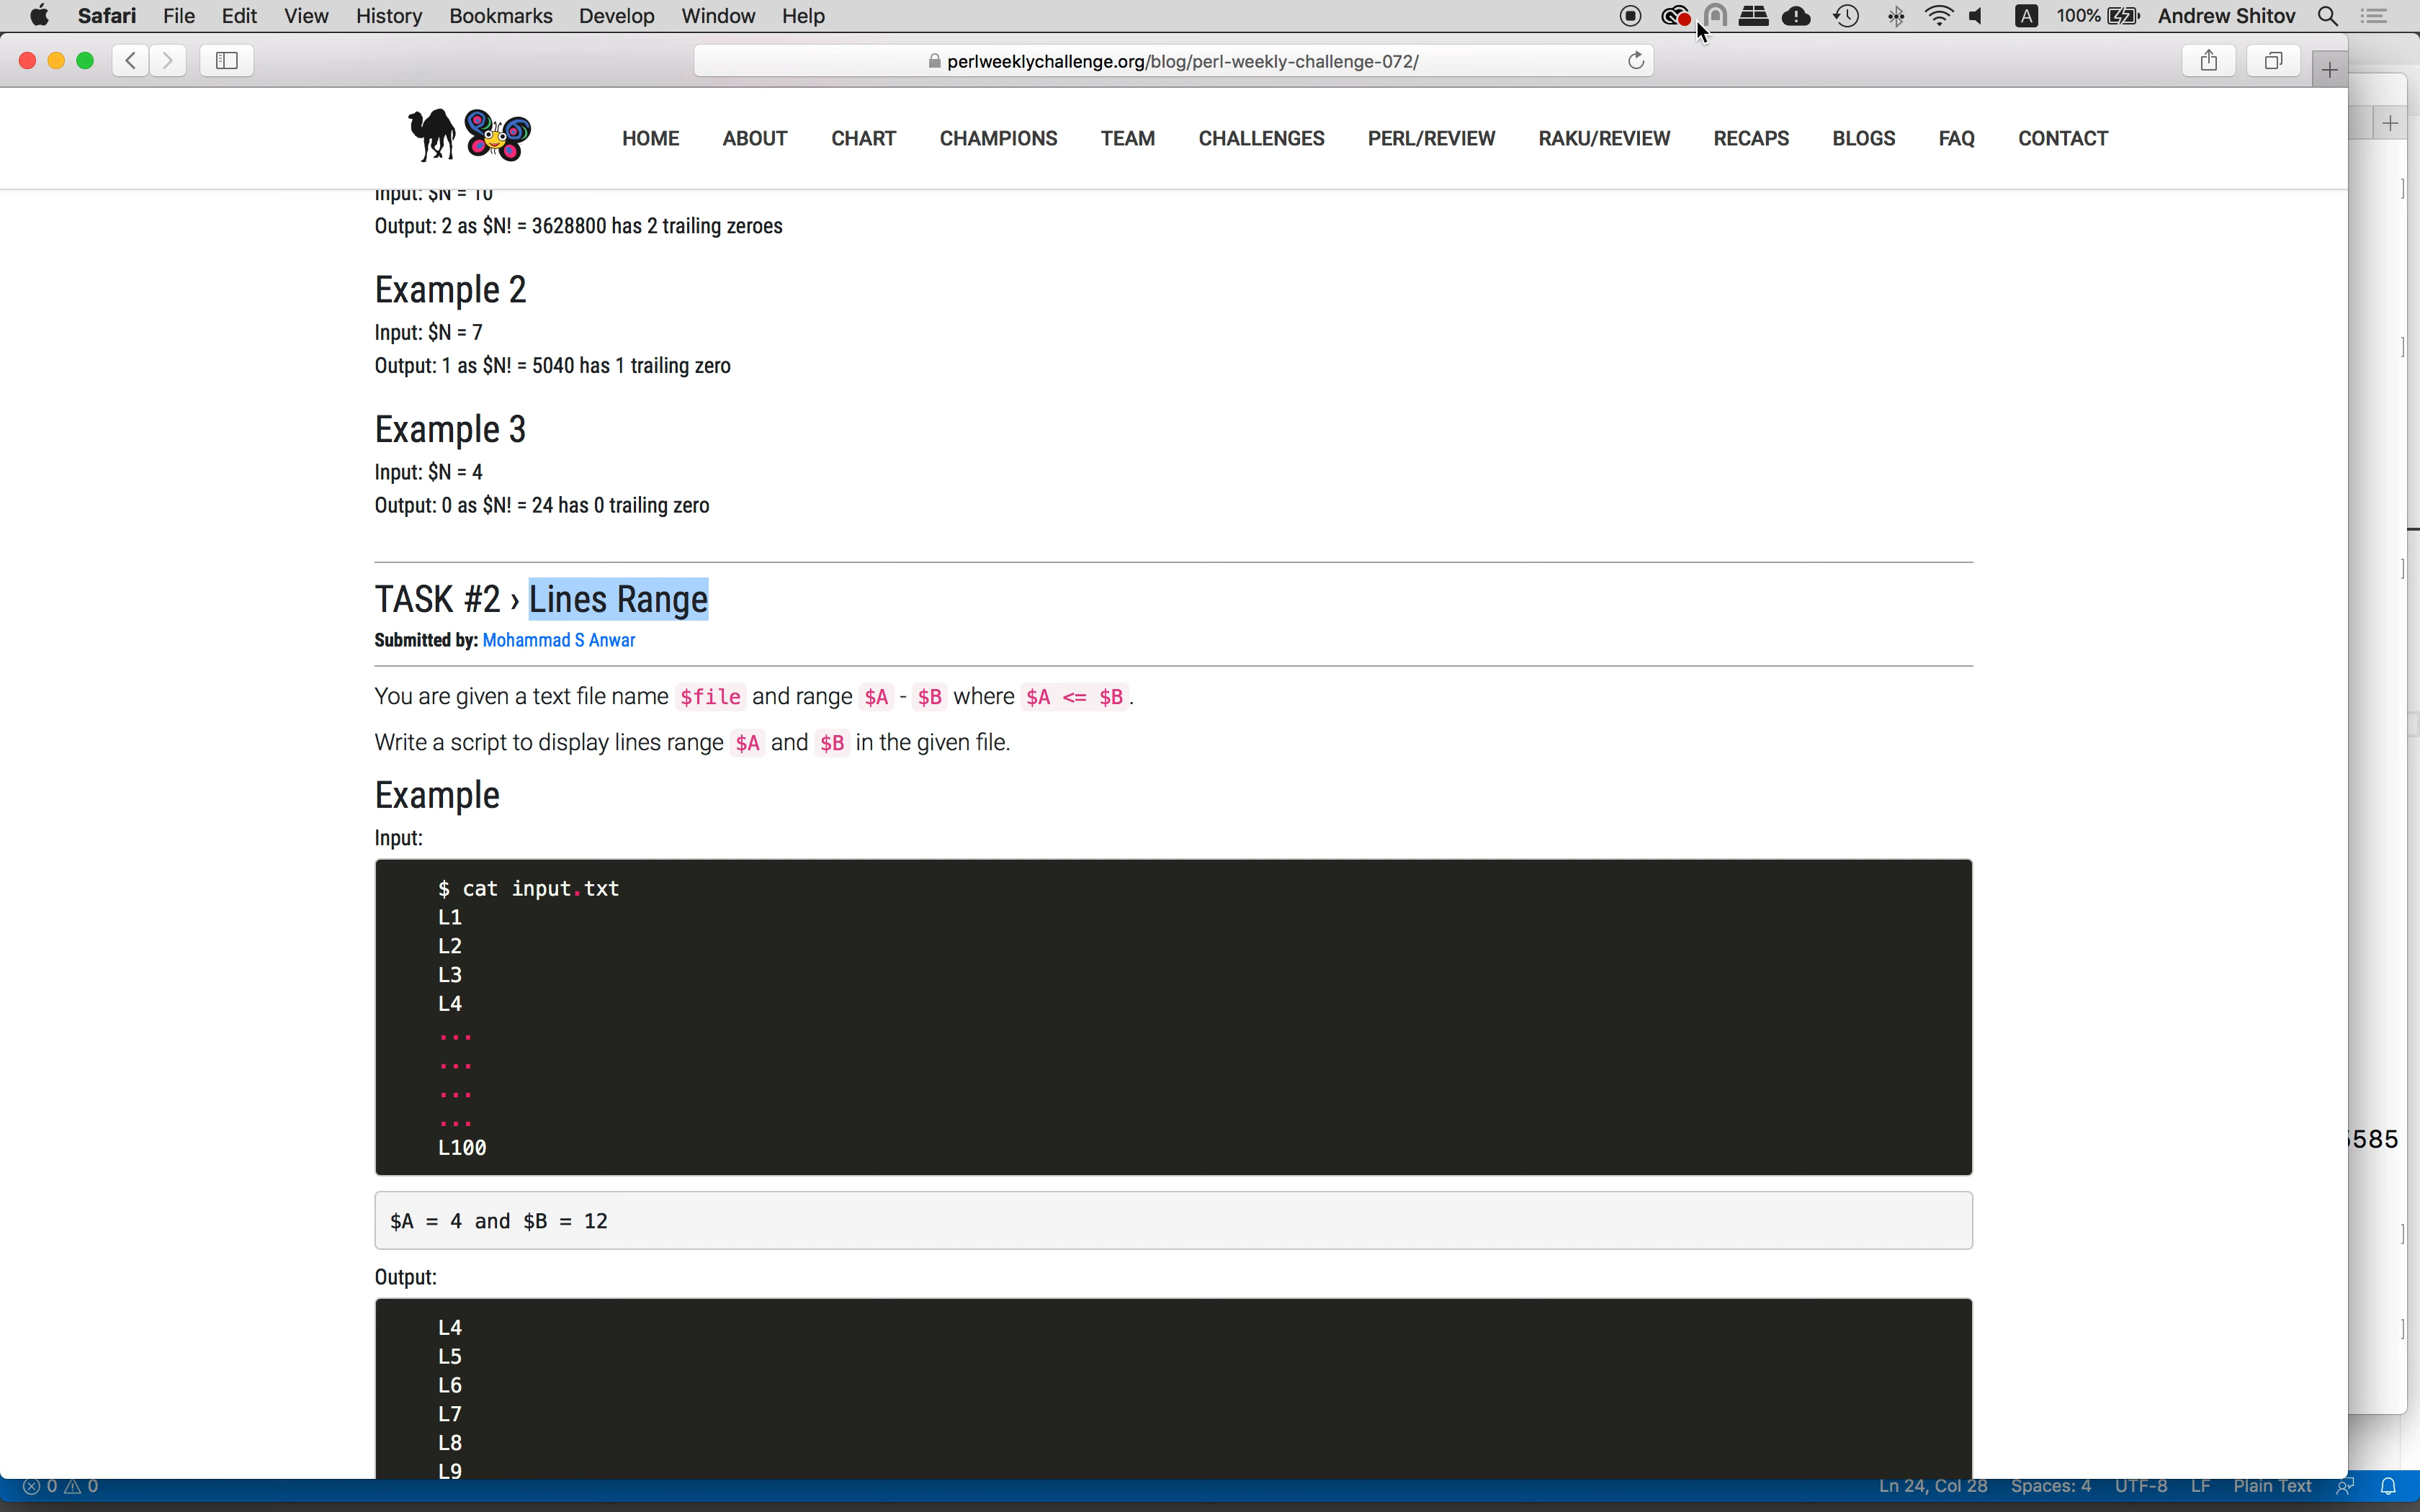 Safari File Edit View History Bookmarks Develop Window Help A 100% Andrew Shitov
perlweeklychallenge.org/blog/perl-weekly-challenge-072/
HOME ABOUT CHART CHAMPIONS TEAM CHALLENGES PERL/REVIEW RAKU/REVIEW RECAPS BLOGS FAQ CONTACT
Input: $N = 10
Output: 2 as $N! = 3628800 has 2 trailing zeroes
Example 2
Input: $N = 7
Output: 1 as $N! = 5040 has 1 trailing zero
Example 3
Input: $N = 4
Output: 0 as $N! = 24 has 0 trailing zero
TASK #2 › Lines Range
Submitted by: Mohammad S Anwar
You are given a text file name $file and range $A - $B where $A <= $B.
Write a script to display lines range $A and $B in the given file.
Example
Input:
$ cat input.txt
L1
L2
L3
L4
...
...
...
...
L100
$A = 4 and $B = 12
Output:
L4
L5
L6
L7
L8
L9
0 0 Ln 24, Col 28 Spaces: 4 UTF-8 LF Plain Text